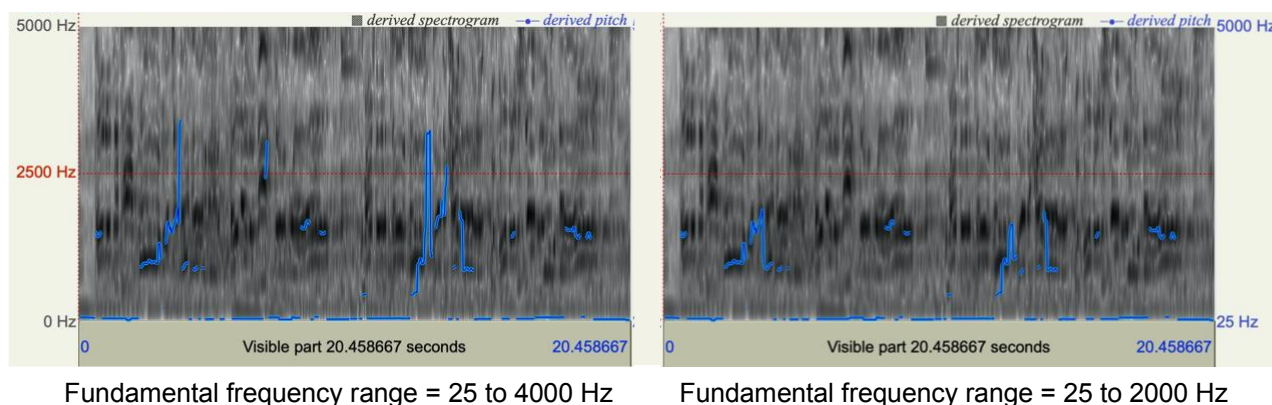 derived spectrogram derived pitch
5000 Hz
2500 Hz
0 Hz
0 Visible part 20.458667 seconds 20.458667
Fundamental frequency range = 25 to 4000 Hz
derived spectrogram derived pitch
5000 Hz
2500 Hz
25 Hz
0 Visible part 20.458667 seconds 20.458667
Fundamental frequency range = 25 to 2000 Hz